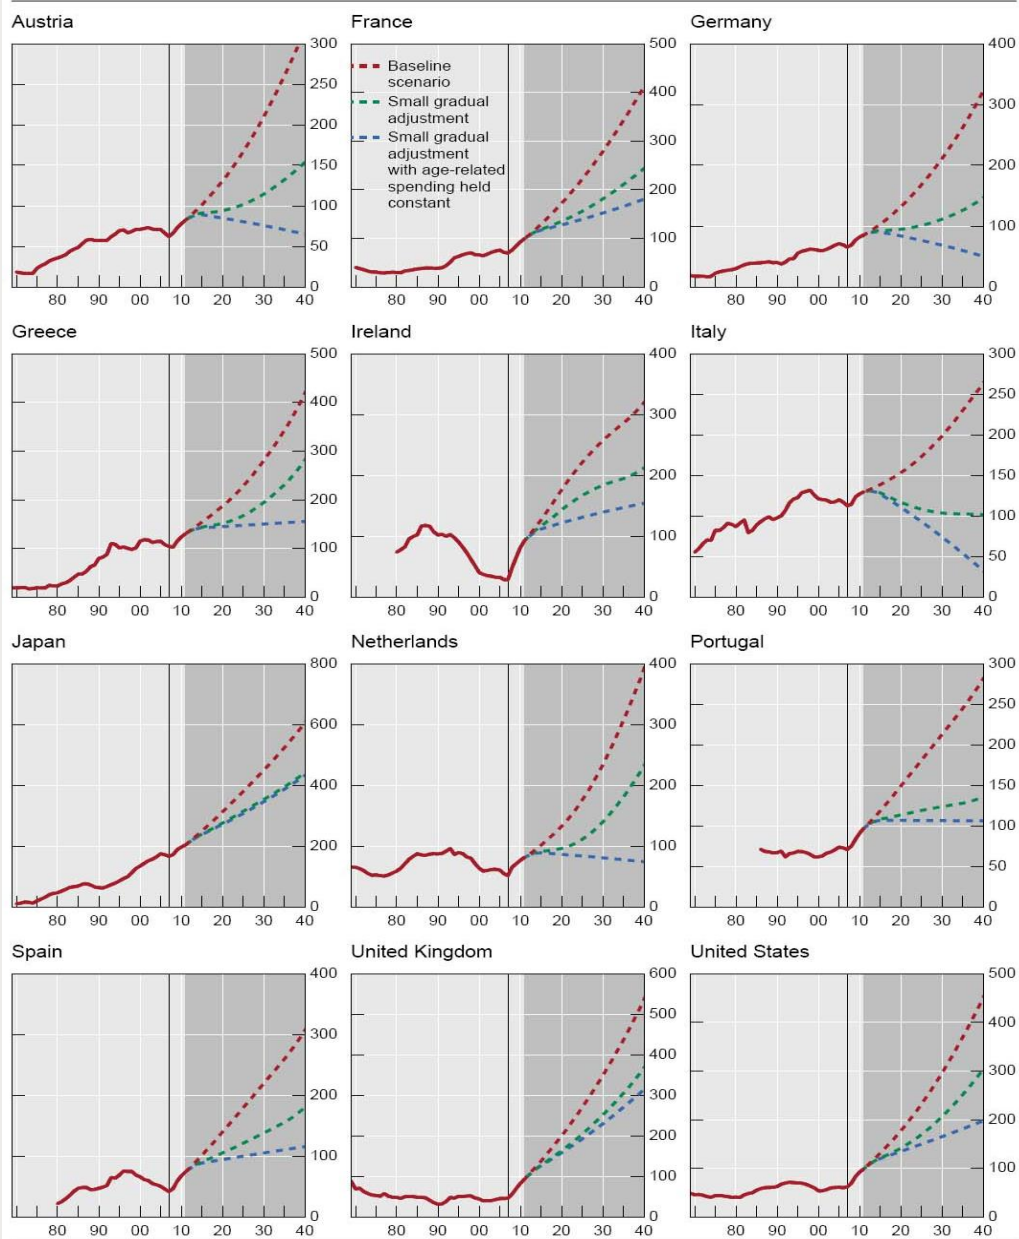 Austria
France
Germany
300
250
200
150
100
50
0
80 90 00 10 20 30 40
Baseline
scenario
Small gradual
adjustment
Small gradual
adjustment
with age-related
spending held
constant
500
400
300
200
100
0
80 90 00 10 20 30 40
400
300
200
100
0
80 90 00 10 20 30 40
Greece
Ireland
Italy
500
400
300
200
100
0
80 90 00 10 20 30 40
400
300
200
100
0
80 90 00 10 20 30 40
300
250
200
150
100
50
0
80 90 00 10 20 30 40
Japan
Netherlands
Portugal
800
600
400
200
0
80 90 00 10 20 30 40
400
300
200
100
0
80 90 00 10 20 30 40
300
250
200
150
100
50
0
80 90 00 10 20 30 40
Spain
United Kingdom
United States
400
300
200
100
0
80 90 00 10 20 30 40
600
500
400
300
200
100
0
80 90 00 10 20 30 40
500
400
300
200
100
0
80 90 00 10 20 30 40